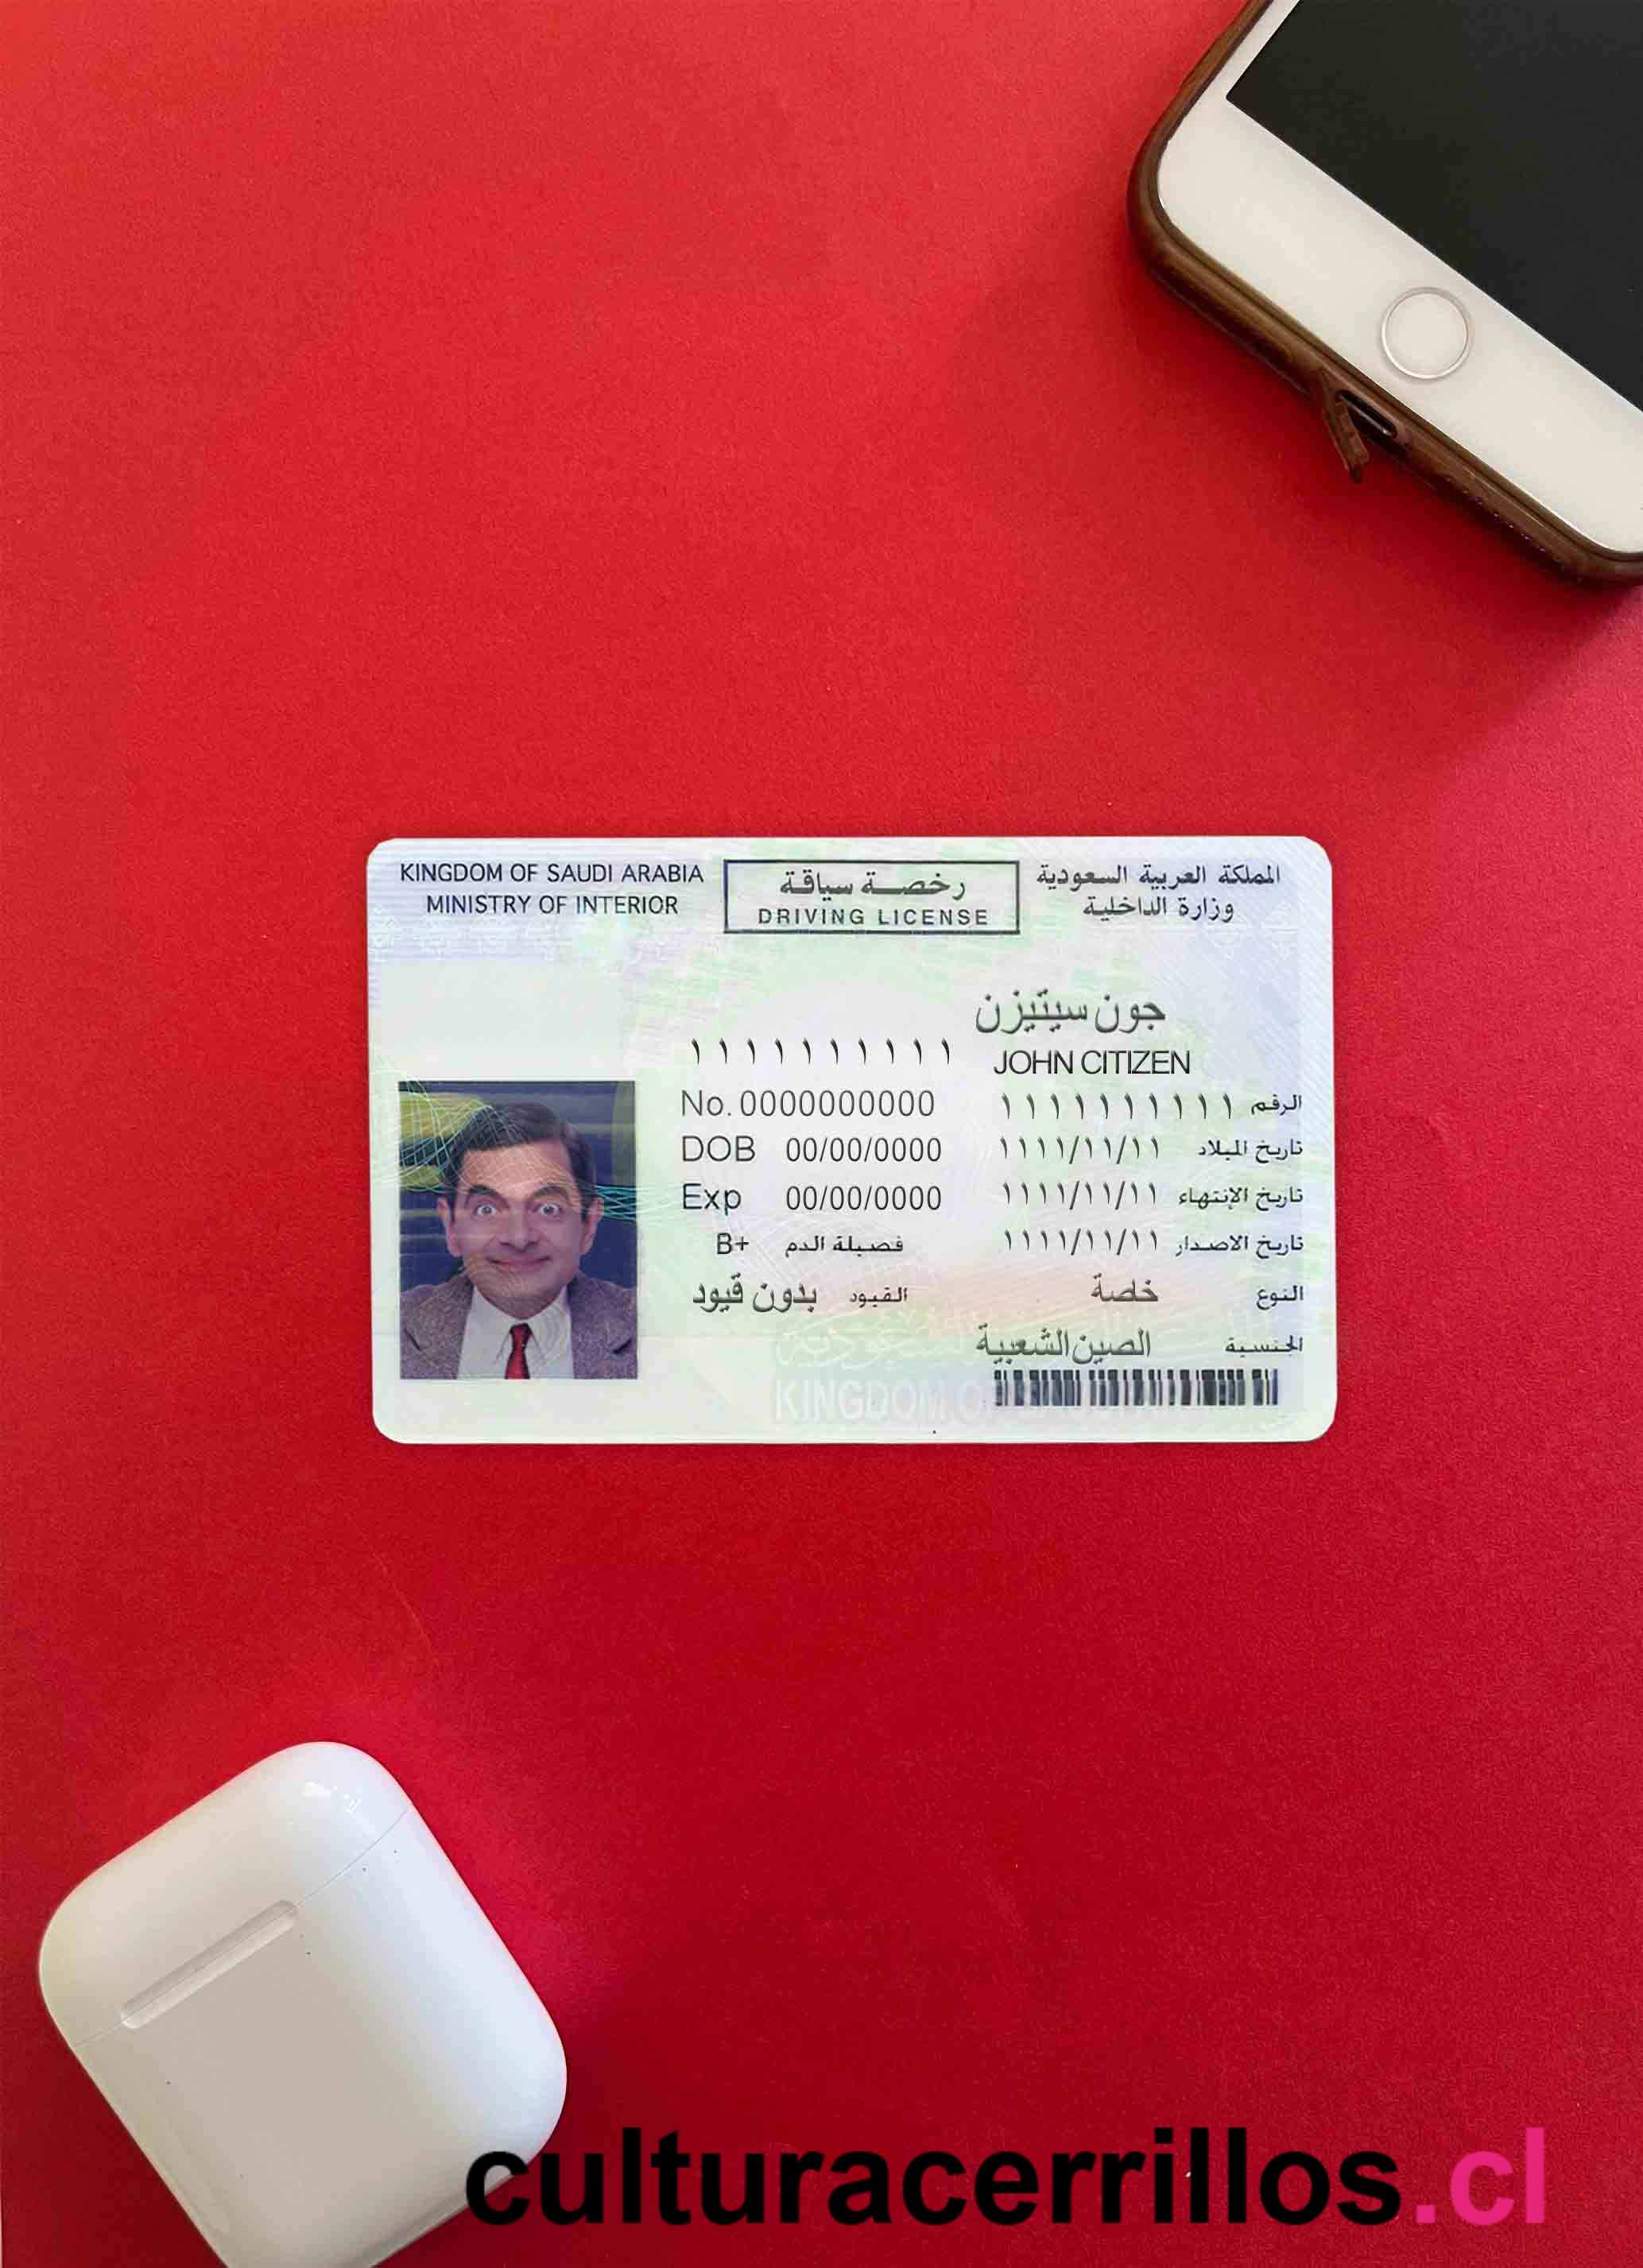 KINGDOM OF SAUDI ARABIA
MINISTRY OF INTERIOR
رخصة سياقة
DRIVING LICENSE
المملكة العربية السعودية
وزارة الداخلية
جون سيتيزن
١١١١١١١١١١
JOHN CITIZEN
No. 0000000000
الرقم ١١١١١١١١١١
DOB 00/00/0000
تاريخ الميلاد ١١١١/١١/١١
Exp 00/00/0000
تاريخ الإنتهاء ١١١١/١١/١١
B+ فصيلة الدم
تاريخ الاصدار ١١١١/١١/١١
القيود بدون قيود
النوع خاصة
الجنسية الصين الشعبية
KINGDOM O
culturacerrillos.cl